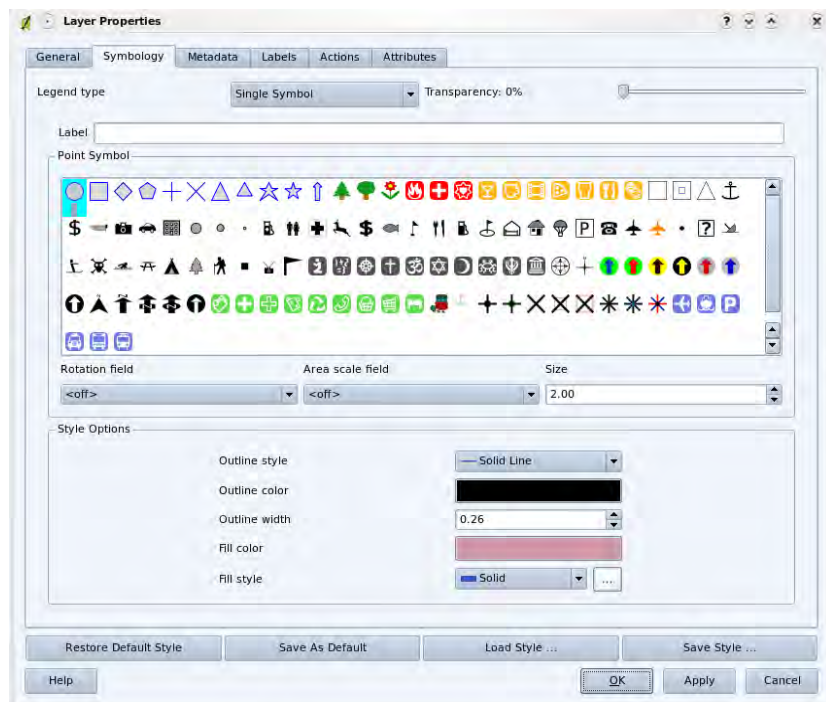 Layer Properties
General Symbology Metadata Labels Actions Attributes
Legend type Single Symbol Transparency: 0%
Label
Point Symbol
Rotation field Area scale field Size
<off> <off> 2.00
Style Options
Outline style Solid Line
Outline color
Outline width 0.26
Fill color
Fill style Solid ...
Restore Default Style Save As Default Load Style ... Save Style ...
Help OK Apply Cancel